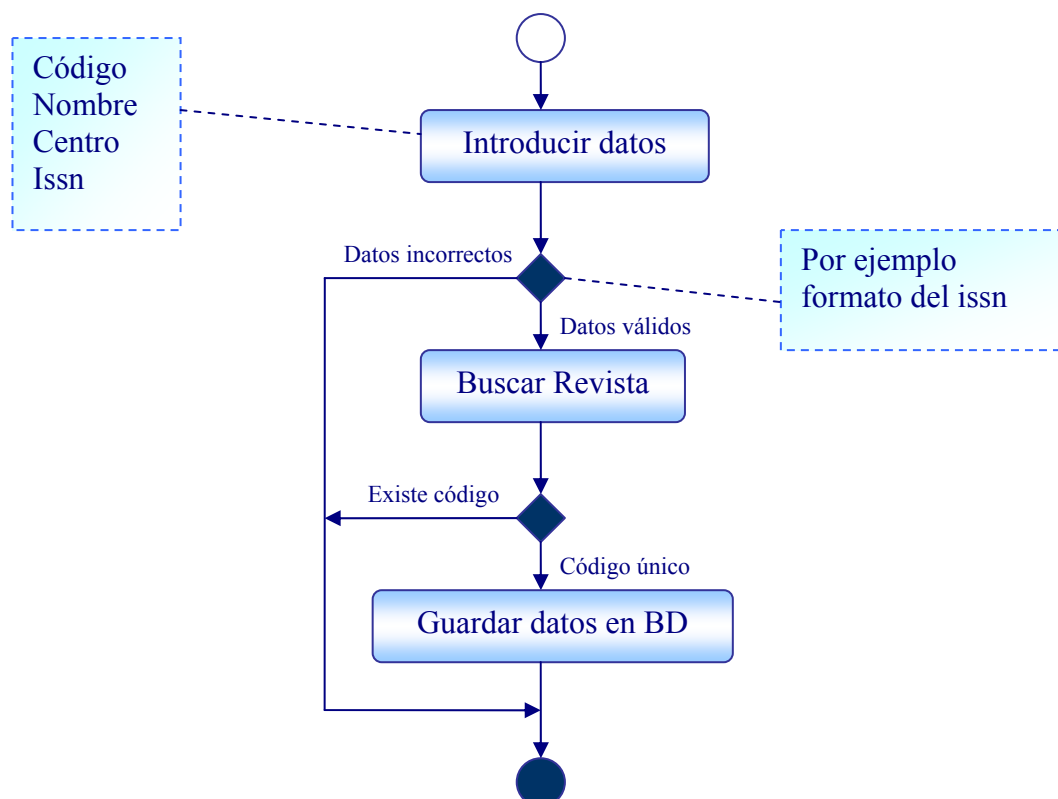 Código
Nombre
Centro
Issn
Introducir datos
Datos incorrectos
Por ejemplo
formato del issn
Datos válidos
Buscar Revista
Existe código
Código único
Guardar datos en BD